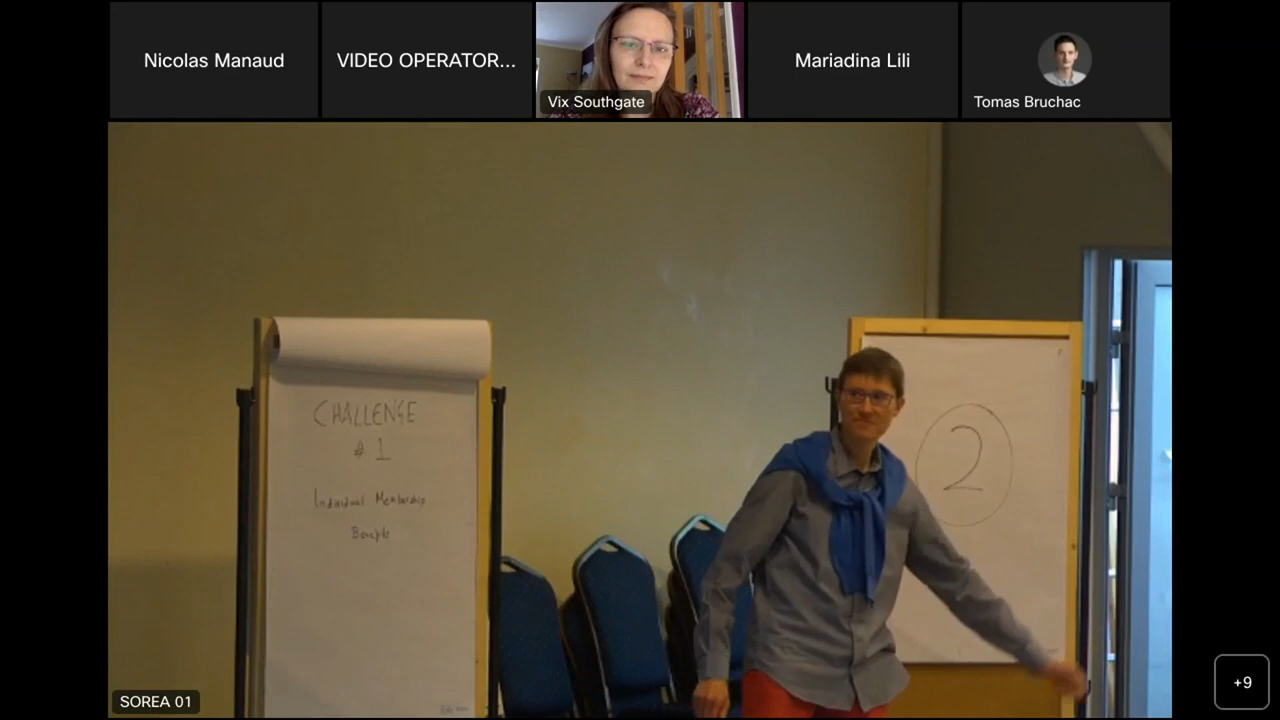 Nicolas Manaud
VIDEO OPERATOR...
Vix Southgate
Mariadina Lili
Tomas Bruchac
CHALLENGE
# 1
Individual Membership
Benefits
2
SOREA 01
+9